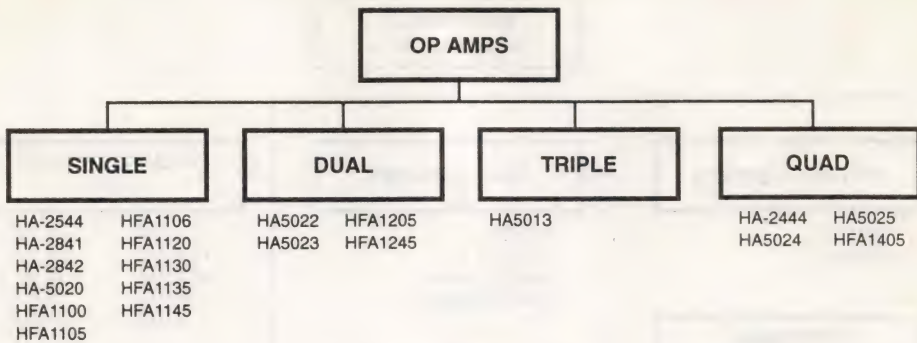 OP AMPS
SINGLE
DUAL
TRIPLE
QUAD
HA-2544 HFA1106
HA-2841 HFA1120
HA-2842 HFA1130
HA-5020 HFA1135
HFA1100 HFA1145
HFA1105
HA5022 HFA1205
HA5023 HFA1245
HA5013
HA-2444 HA5025
HA5024 HFA1405